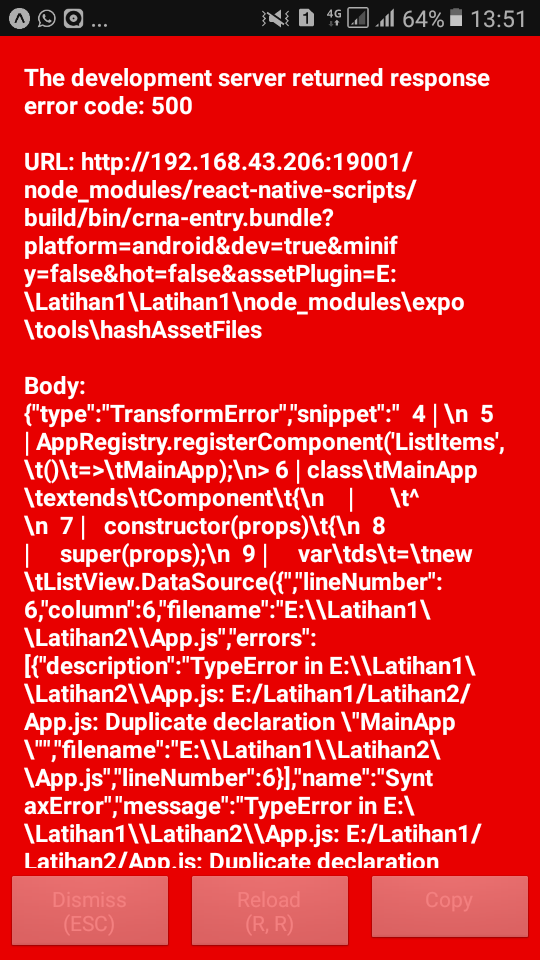 ... 1 4G 64% 13:51
The development server returned response
error code: 500
URL: http://192.168.43.206:19001/
node_modules/react-native-scripts/
build/bin/crna-entry.bundle?
platform=android&dev=true&minif
y=false&hot=false&assetPlugin=E:
\Latihan1\Latihan1\node_modules\expo
\tools\hashAssetFiles
Body:
{"type":"TransformError","snippet":"  4 | \n  5
| AppRegistry.registerComponent('ListItems',
\t()\t=>\tMainApp);\n> 6 | class\tMainApp
\textends\tComponent\t{\n    |      \t^
\n  7 |   constructor(props)\t{\n  8
|     super(props);\n  9 |     var\tds\t=\tnew
\tListView.DataSource({","lineNumber":
6,"column":6,"filename":"E:\\Latihan1\
\Latihan2\\App.js","errors":
[{"description":"TypeError in E:\\Latihan1\
\Latihan2\\App.js: E:/Latihan1/Latihan2/
App.js: Duplicate declaration \"MainApp
\"","filename":"E:\\Latihan1\\Latihan2\
\App.js","lineNumber":6}],"name":"Synt
axError","message":"TypeError in E:\
\Latihan1\\Latihan2\\App.js: E:/Latihan1/
Latihan2/App.js: Duplicate declaration
Dismiss
(ESC)
Reload
(R, R)
Copy